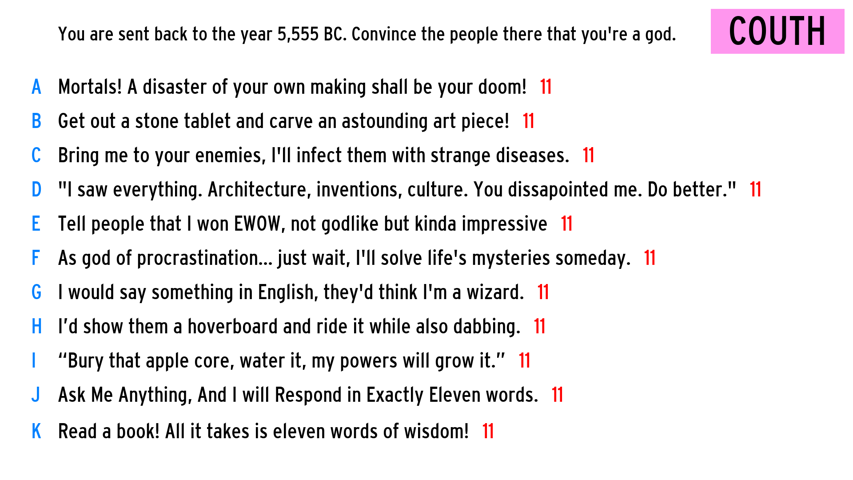 You are sent back to the year 5,555 BC. Convince the people there that you're a god.
COUTH
A Mortals! A disaster of your own making shall be your doom! 11
B Get out a stone tablet and carve an astounding art piece! 11
C Bring me to your enemies, I'll infect them with strange diseases. 11
D "I saw everything. Architecture, inventions, culture. You dissapointed me. Do better." 11
E Tell people that I won EWOW, not godlike but kinda impressive 11
F As god of procrastination... just wait, I'll solve life's mysteries someday. 11
G I would say something in English, they'd think I'm a wizard. 11
H I’d show them a hoverboard and ride it while also dabbing. 11
I “Bury that apple core, water it, my powers will grow it.” 11
J Ask Me Anything, And I will Respond in Exactly Eleven words. 11
K Read a book! All it takes is eleven words of wisdom! 11